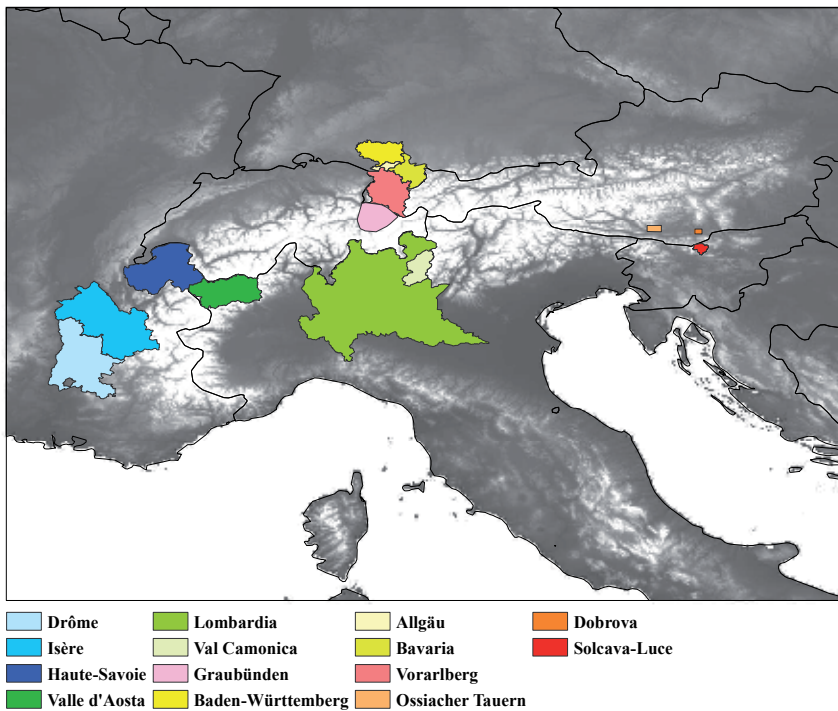 Drôme
Isère
Haute-Savoie
Valle d'Aosta
Lombardia
Val Camonica
Graubünden
Baden-Württemberg
Allgäu
Bavaria
Vorarlberg
Ossiacher Tauern
Dobrova
Solcava-Luce